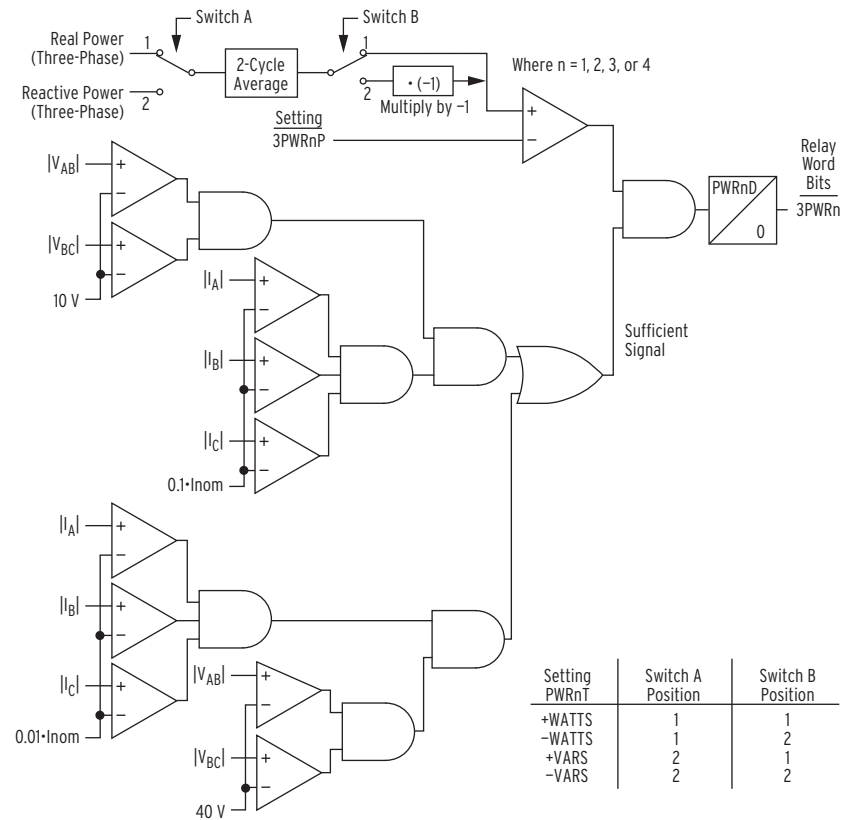 Switch A
Switch B
Real Power
(Three-Phase)
1
2-Cycle
Average
1
Where n = 1, 2, 3, or 4
Reactive Power
(Three-Phase)
2
2
• (–1)
Multiply by –1
Setting
3PWRnP
+
–
Relay
Word
Bits
3PWRn
PWRnD
0
|VAB|
+
–
|VBC|
+
–
10 V
|IA|
+
–
|IB|
+
–
|IC|
+
–
0.1•Inom
Sufficient
Signal
|IA|
+
–
|IB|
+
–
|IC|
+
–
0.01•Inom
|VAB|
+
–
|VBC|
+
–
40 V
Setting PWRnT Switch A Position Switch B Position
+WATTS 1 1
–WATTS 1 2
+VARS 2 1
–VARS 2 2